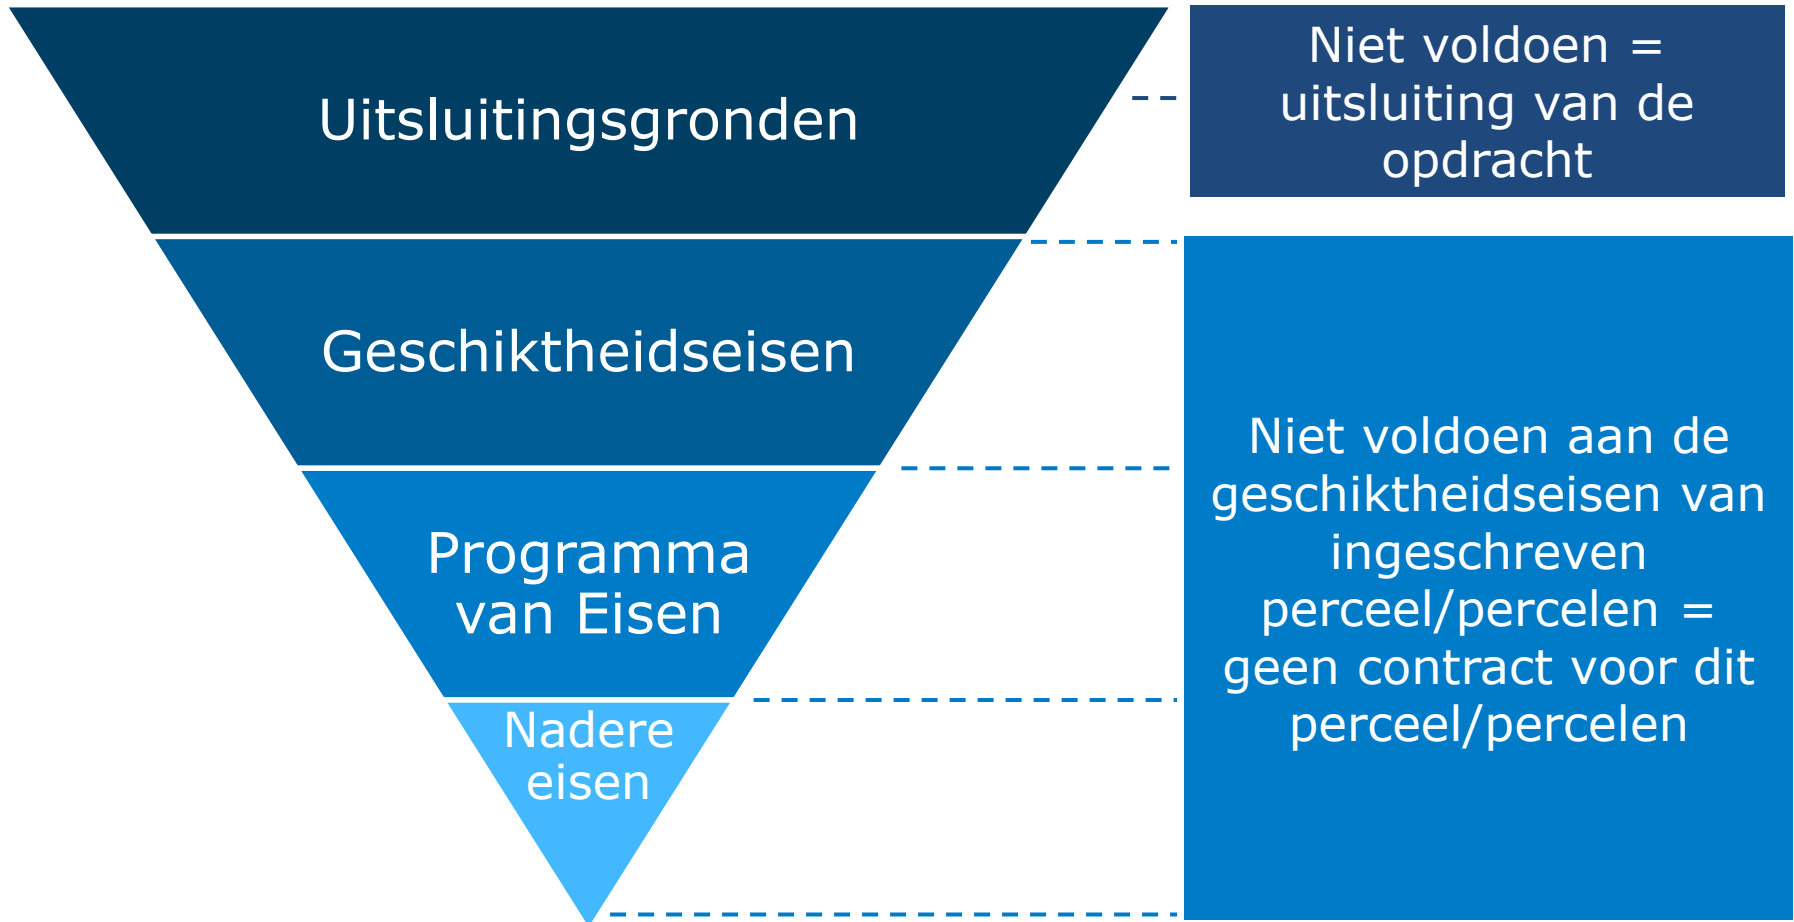 Uitsluitingsgronden
Niet voldoen =
uitsluiting van de
opdracht
Geschiktheidseisen
Programma
van Eisen
Nadere
eisen
Niet voldoen aan de
geschiktheidseisen van
ingeschreven
perceel/percelen =
geen contract voor dit
perceel/percelen